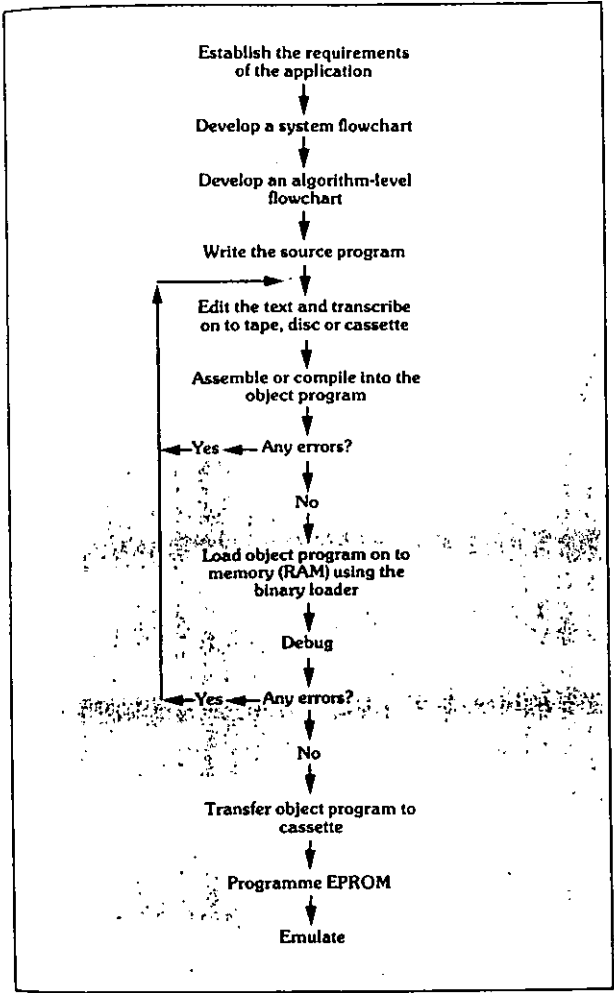 Establish the requirements
of the application
Develop a system flowchart
Develop an algorithm-level
flowchart
Write the source program
Edit the text and transcribe
on to tape, disc or cassette
Assemble or compile into the
object program
Yes Any errors?
No
Load object program on to
memory (RAM) using the
binary loader
Debug
Yes Any errors?
No
Transfer object program to
cassette
Programme EPROM
Emulate